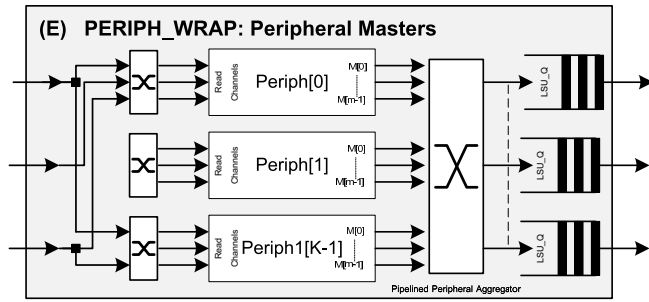 (E) PERIPH_WRAP: Peripheral Masters
Read
Channels
Periph[0]
M[0]
M[m-1]
LSU_Q
Read
Channels
Periph[1]
M[0]
M[m-1]
LSU_Q
Read
Channels
Periph1[K-1]
M[0]
M[m-1]
LSU_Q
Pipelined Peripheral Aggregator